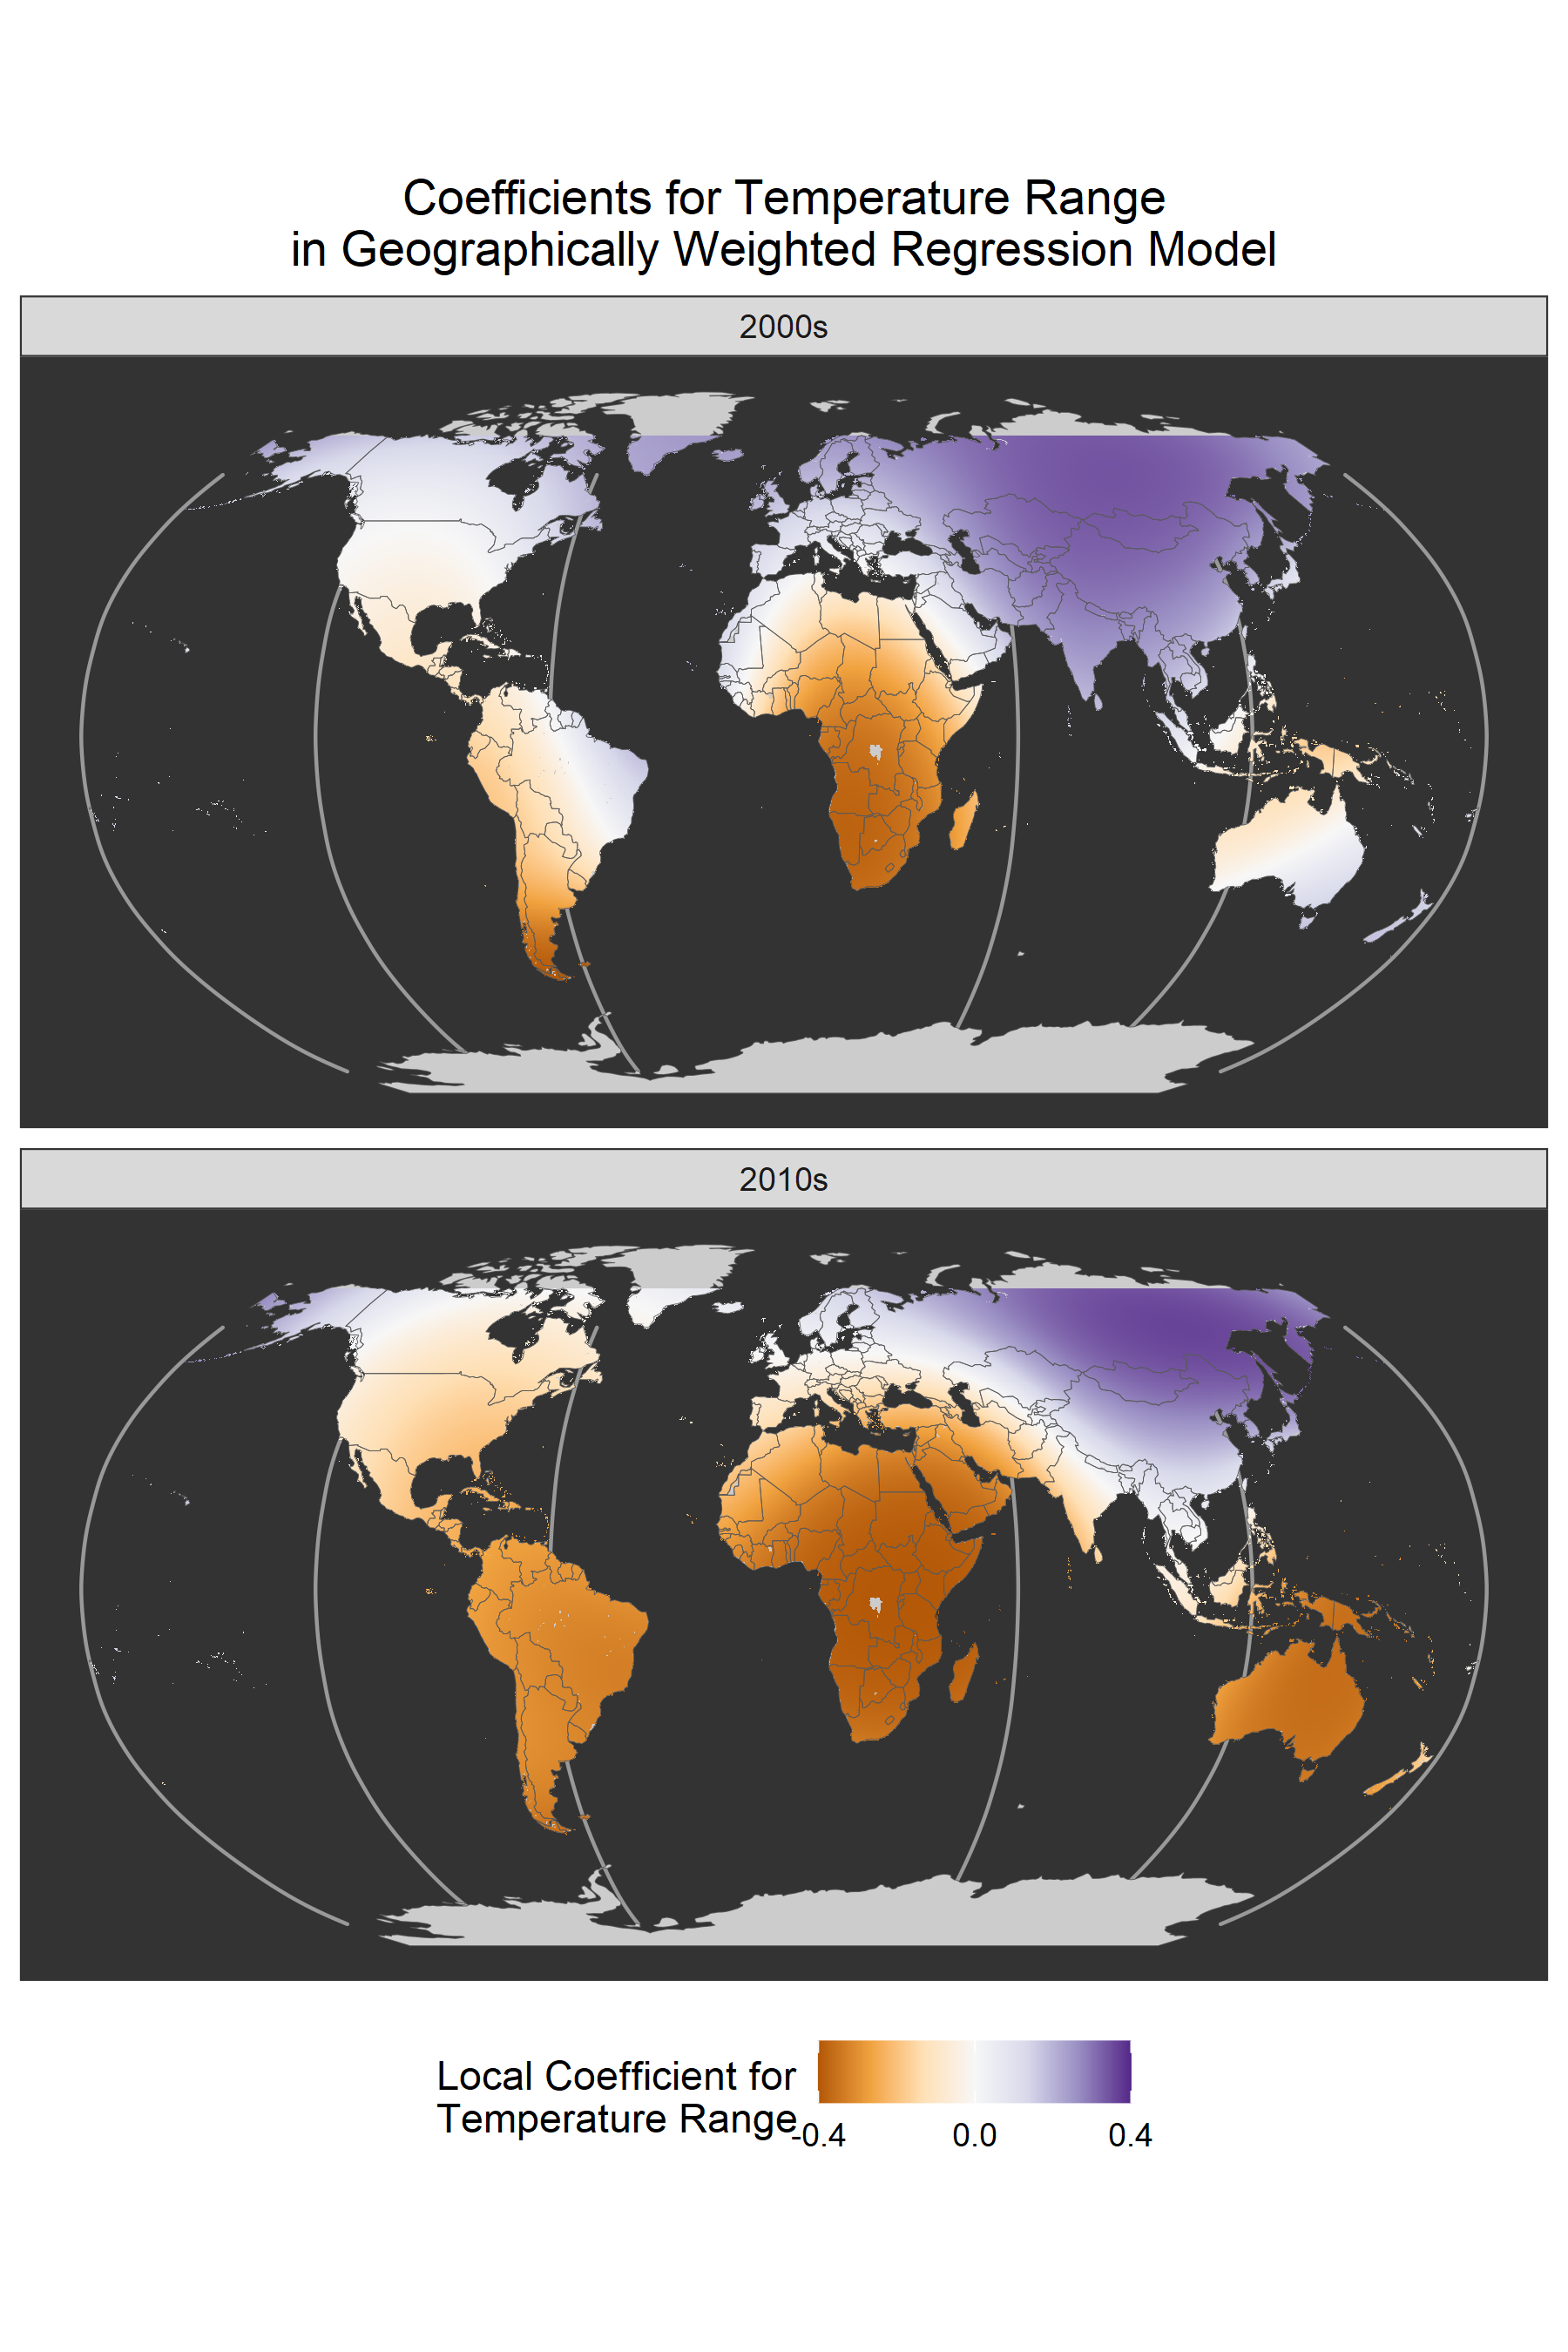 Coefficients for Temperature Range
in Geographically Weighted Regression Model
2000s
2010s
Local Coefficient for
Temperature Range
-0.4 0.0 0.4